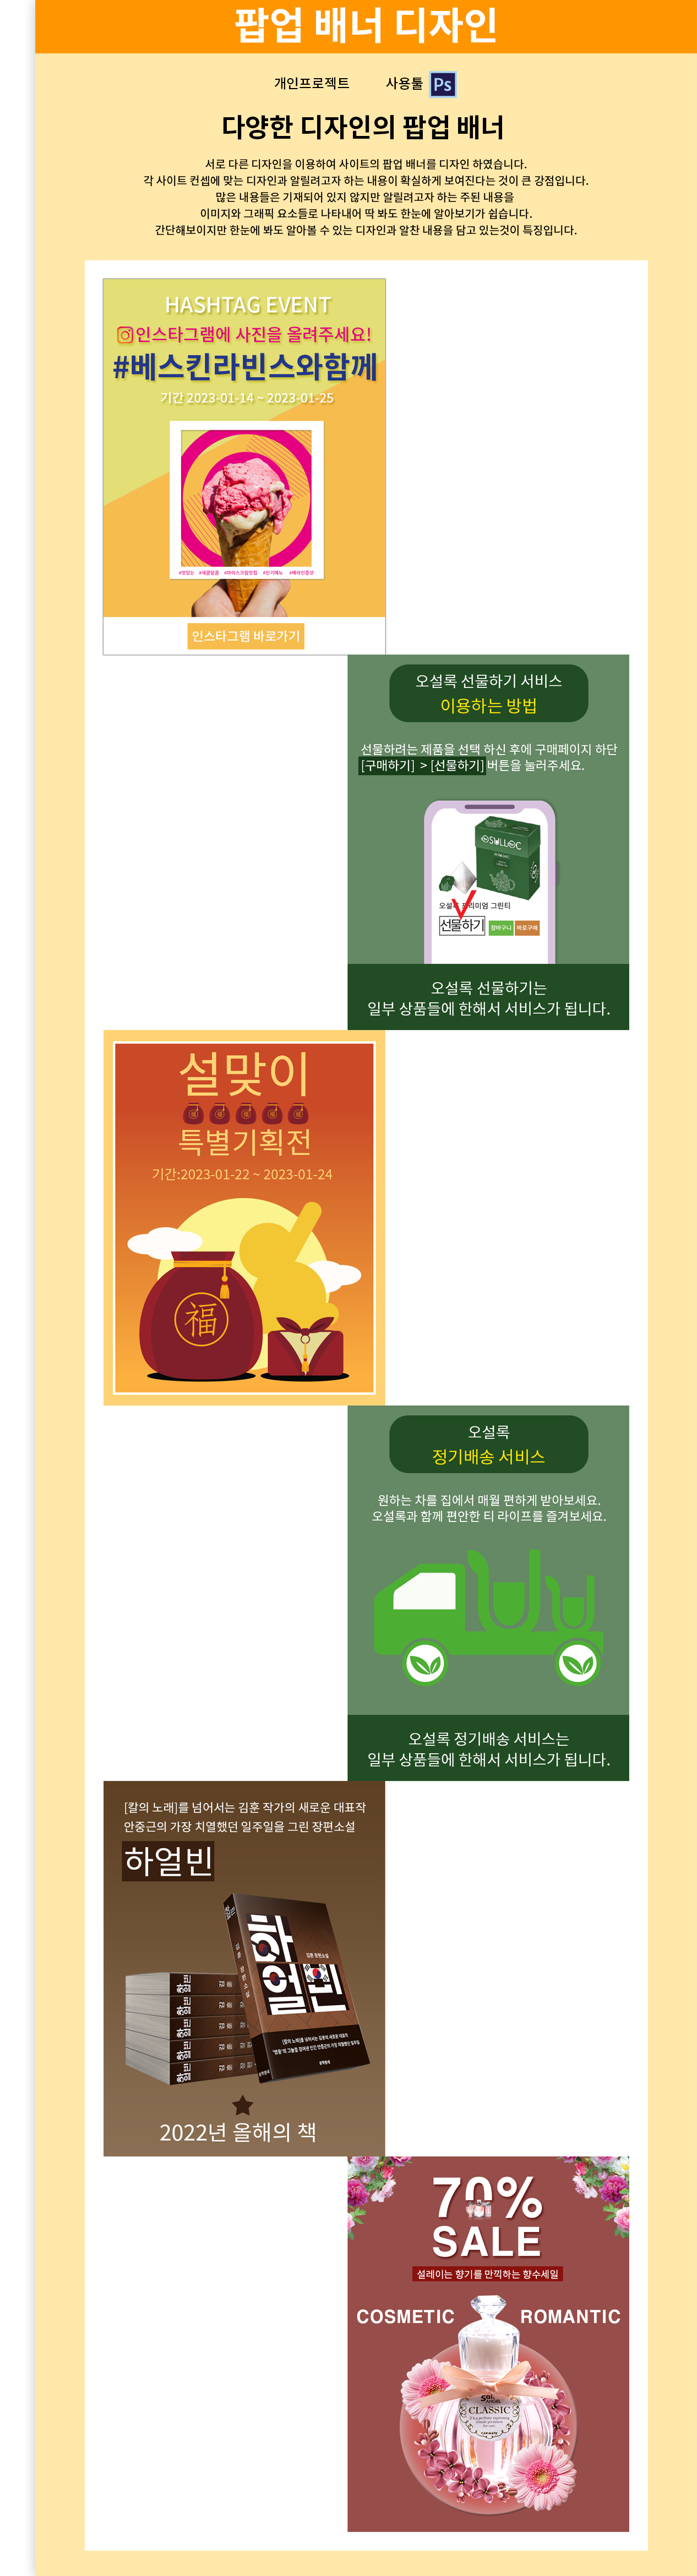 팝업 배너 디자인
개인프로젝트 사용툴 Ps
다양한 디자인의 팝업 배너
서로 다른 디자인을 이용하여 사이트의 팝업 배너를 디자인 하였습니다.
각 사이트 컨셉에 맞는 디자인과 알릴려고자 하는 내용이 확실하게 보여진다는 것이 큰 강점입니다.
많은 내용들은 기재되어 있지 않지만 알릴려고자 하는 주된 내용을
이미지와 그래픽 요소들로 나타내어 딱 봐도 한눈에 알아보기가 쉽습니다.
간단해보이지만 한눈에 봐도 알아볼 수 있는 디자인과 알찬 내용을 담고 있는것이 특징입니다.
HASHTAG EVENT
인스타그램에 사진을 올려주세요!
#베스킨라빈스와함께
기간 2023-01-14 ~ 2023-01-25
#맛있는 #새콤달콤 #아이스크림맛집 #인기메뉴
인스타그램 바로가기
오설록 선물하기 서비스
이용하는 방법
선물하려는 제품을 선택 하신 후에 구매페이지 하단
[구매하기] > [선물하기] 버튼을 눌러주세요.
OSULLOC
오설록 프리미엄 그린티
선물하기 장바구니 바로구매
오설록 선물하기는
일부 상품들에 한해서 서비스가 됩니다.
설맞이
특별기획전
기간:2023-01-22 ~ 2023-01-24
福
오설록
정기배송 서비스
원하는 차를 집에서 매월 편하게 받아보세요.
오설록과 함께 편안한 티 라이프를 즐겨보세요.
오설록 정기배송 서비스는
일부 상품들에 한해서 서비스가 됩니다.
[칼의 노래]를 넘어서는 김훈 작가의 새로운 대표작
안중근의 가장 치열했던 일주일을 그린 장편소설
하얼빈
하얼빈
김훈 장편소설
2022년 올해의 책
70%
SALE
설레이는 향기를 만끽하는 향수세일
COSMETIC ROMANTIC
CLASSIC